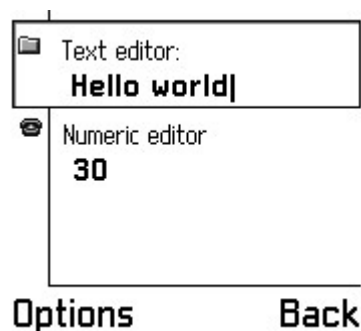 Text editor:
Hello world
Numeric editor
30
Options Back